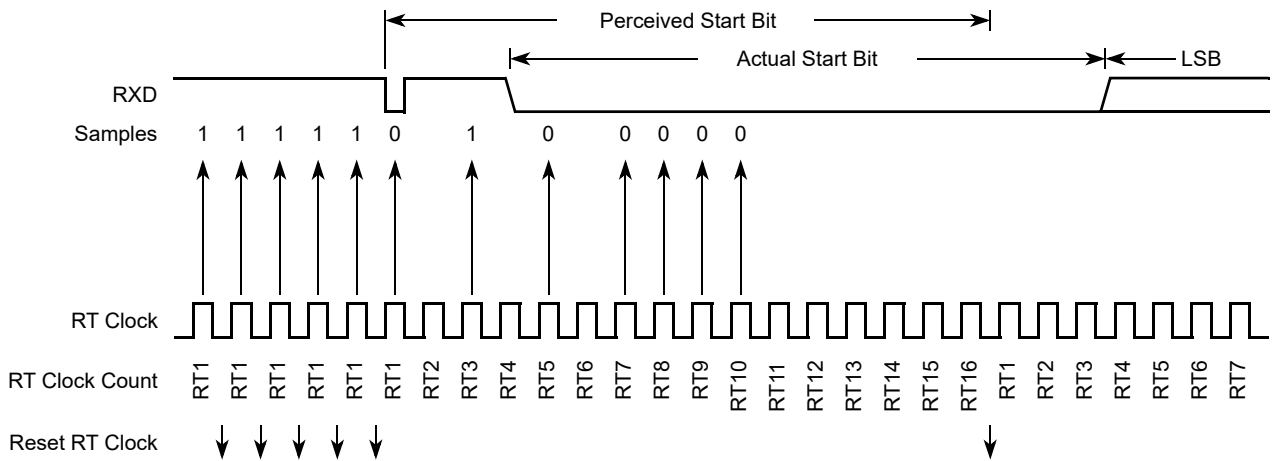 Perceived Start Bit
Actual Start Bit LSB
RXD
Samples 1 1 1 1 1 0 1 0 0 0 0 0
RT Clock
RT Clock Count RT1 RT1 RT1 RT1 RT1 RT1 RT2 RT3 RT4 RT5 RT6 RT7 RT8 RT9 RT10 RT11 RT12 RT13 RT14 RT15 RT16 RT1 RT2 RT3 RT4 RT5 RT6 RT7
Reset RT Clock